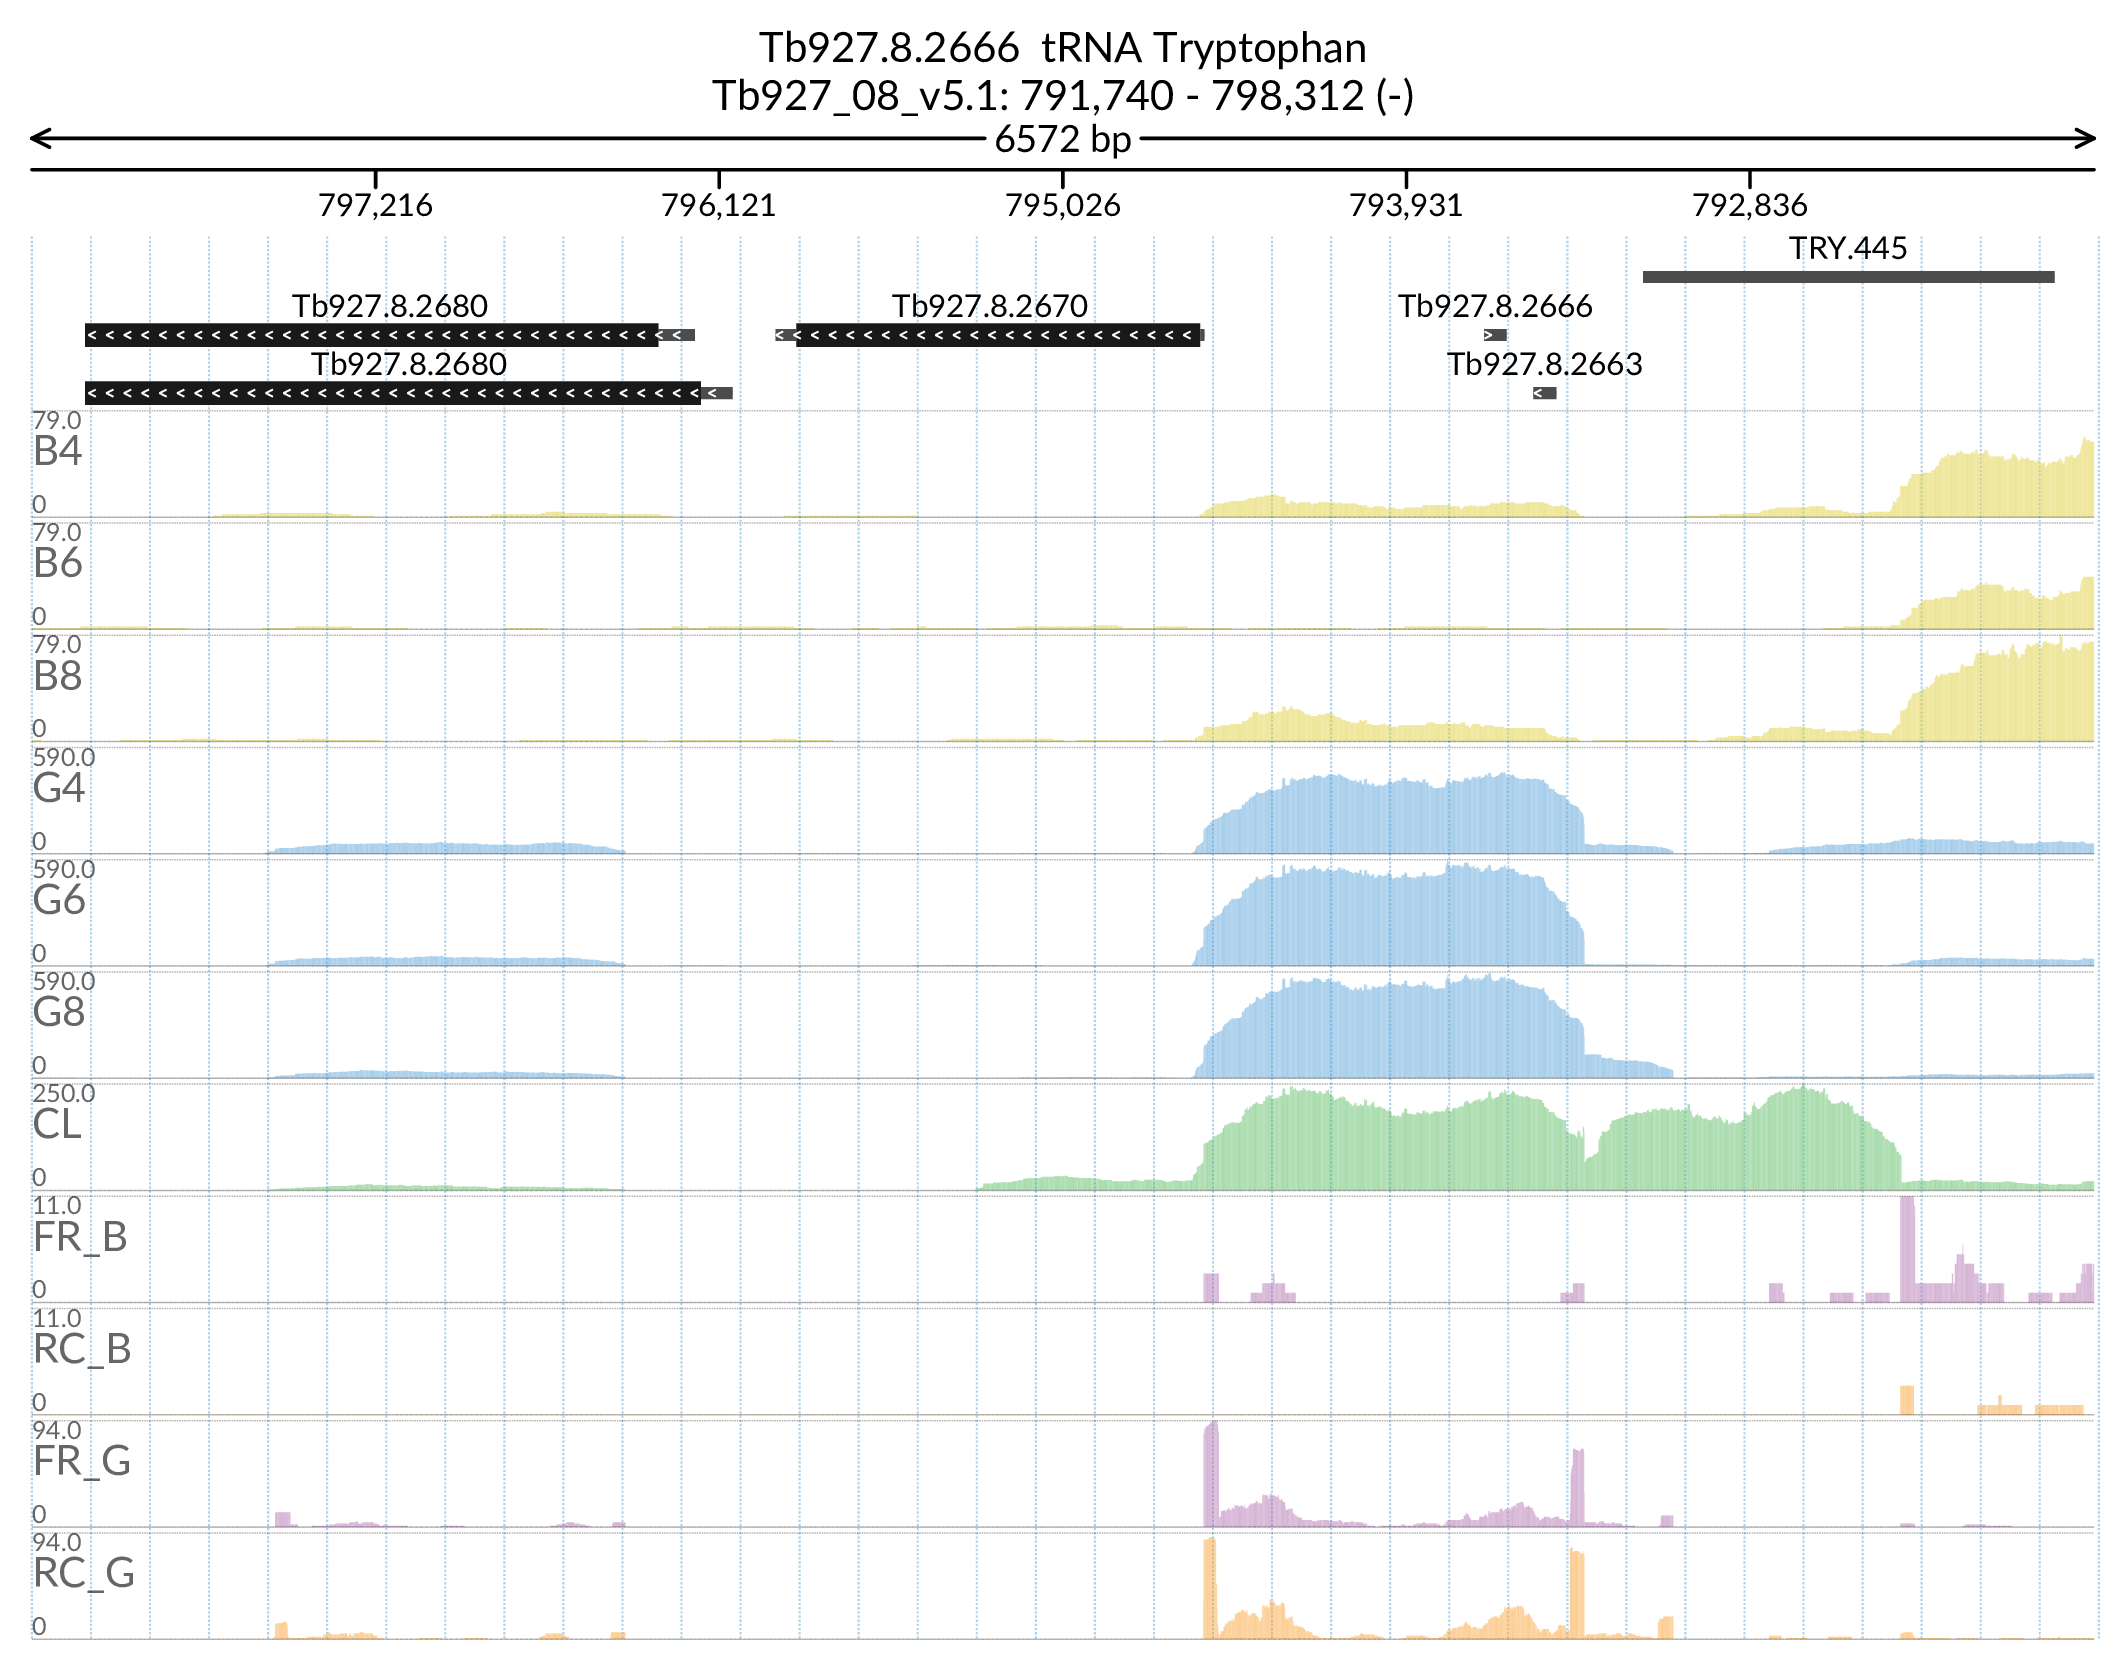 Tb927.8.2666 tRNA Tryptophan
Tb927_08_v5.1: 791,740 - 798,312 (-)
6572 bp
797,216 796,121 795,026 793,931 792,836
TRY.445
Tb927.8.2680 Tb927.8.2670 Tb927.8.2666
Tb927.8.2680 Tb927.8.2663
79.0
B4
0
79.0
B6
0
79.0
B8
0
590.0
G4
0
590.0
G6
0
590.0
G8
0
250.0
CL
0
11.0
FR_B
0
11.0
RC_B
0
94.0
FR_G
0
94.0
RC_G
0